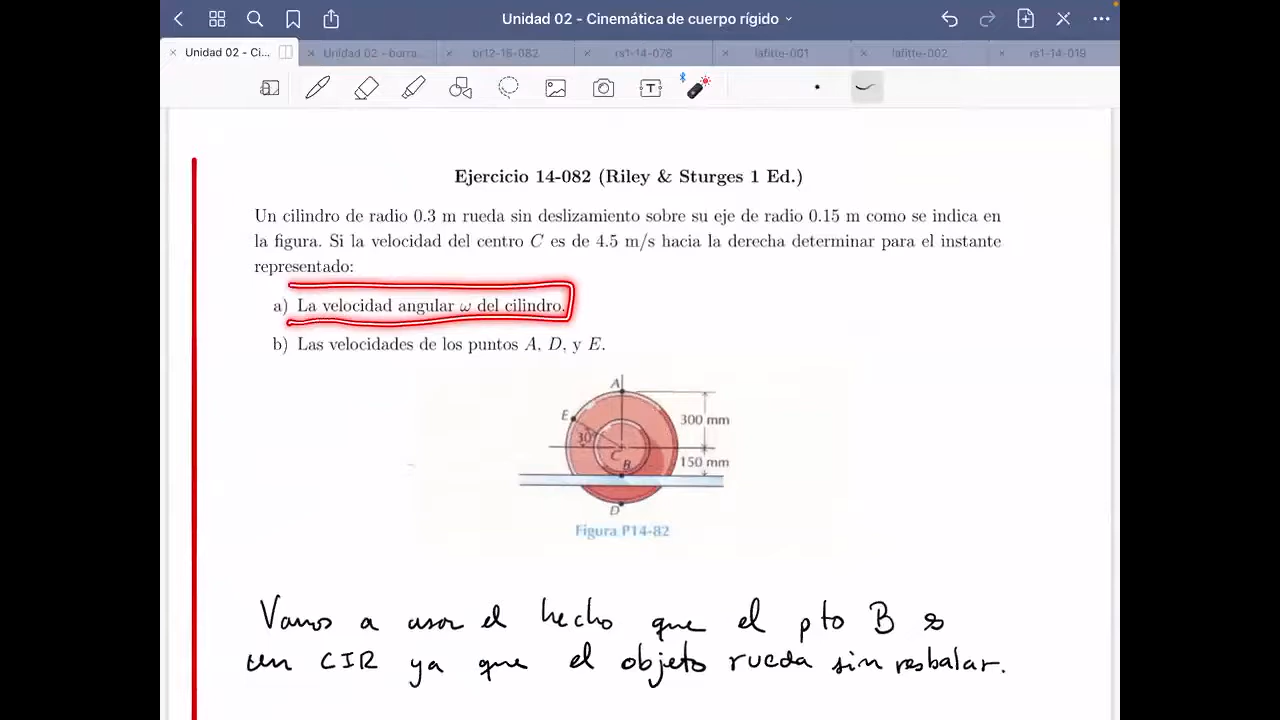 Unidad 02 - Cinemática de cuerpo rígido
Unidad 02 - Ci...
Unidad 02 - burra...
br12-15-082
rs1-14-078
lafitte-001
lafitte-002
rs1-14-019
T
Ejercicio 14-082 (Riley & Sturges 1 Ed.)
Un cilindro de radio 0.3 m rueda sin deslizamiento sobre su eje de radio 0.15 m como se indica en
la figura. Si la velocidad del centro C es de 4.5 m/s hacia la derecha determinar para el instante
representado:
a) La velocidad angular ω del cilindro.
b) Las velocidades de los puntos A, D, y E.
A
E
300 mm
30°
C
B
150 mm
D
Figura P14-82
Vamos a usar el hecho que el pto B es
un CIR ya que el objeto rueda sin resbalar.